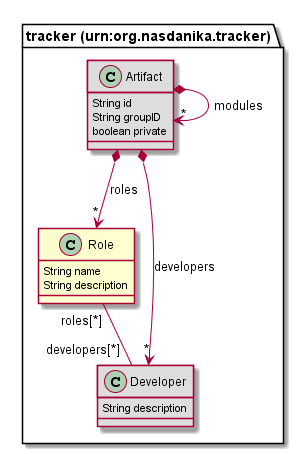 tracker (urn:org.nasdanika.tracker)
C Artifact
String id
String groupID
boolean private
modules
*
roles
*
developers
*
C Role
String name
String description
roles[*]
developers[*]
C Developer
String description